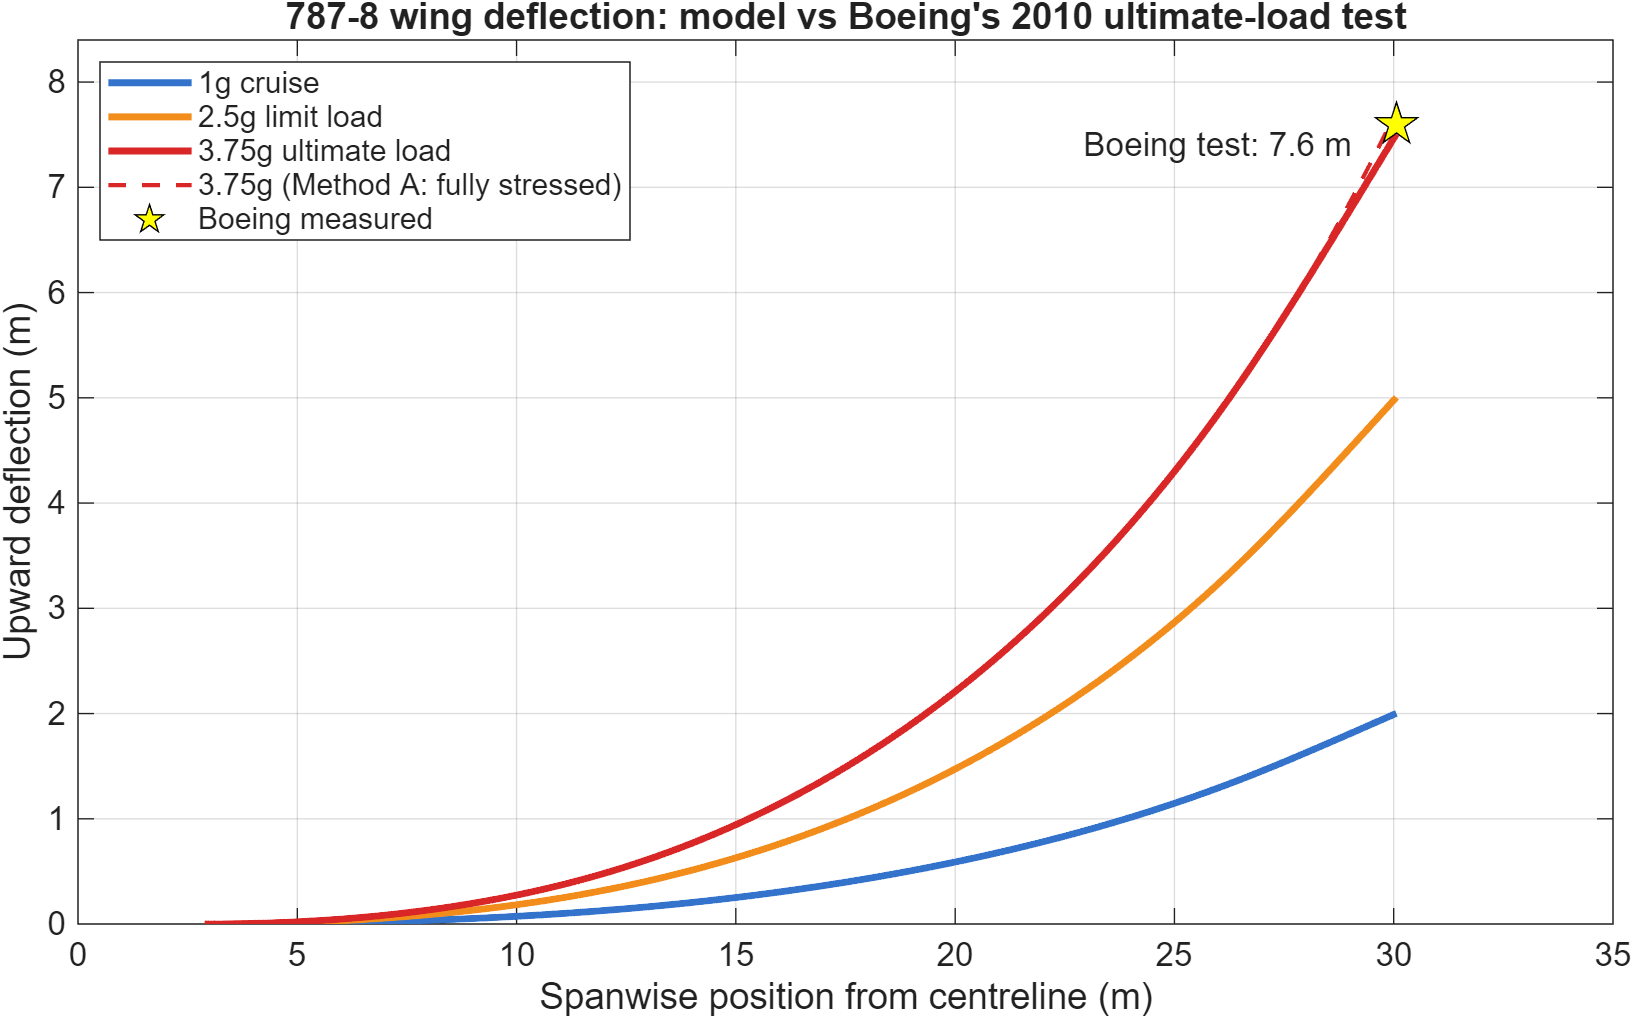 787-8 wing deflection: model vs Boeing's 2010 ultimate-load test
1g cruise
2.5g limit load
3.75g ultimate load
3.75g (Method A: fully stressed)
Boeing measured
Boeing test: 7.6 m
Upward deflection (m)
8
7
6
5
4
3
2
1
0
0 5 10 15 20 25 30 35
Spanwise position from centreline (m)